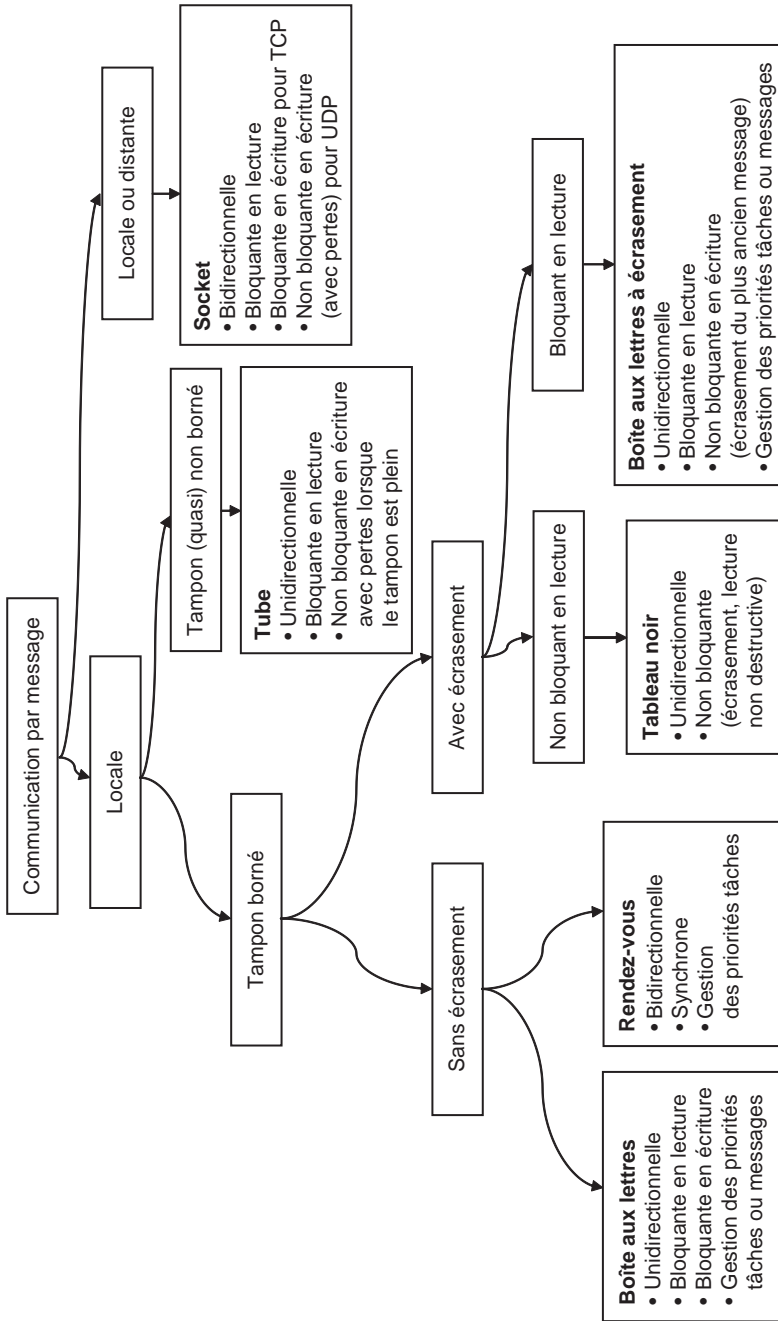 Communication par message
Locale
Locale ou distante
Tampon borné
Tampon (quasi) non borné
Socket
• Bidirectionnelle
• Bloquante en lecture
• Bloquante en écriture pour TCP
• Non bloquante en écriture
(avec pertes) pour UDP
Tube
• Unidirectionnelle
• Bloquante en lecture
• Non bloquante en écriture
avec pertes lorsque
le tampon est plein
Sans écrasement
Avec écrasement
Non bloquant en lecture
Bloquant en lecture
Boîte aux lettres
• Unidirectionnelle
• Bloquante en lecture
• Bloquante en écriture
• Gestion des priorités
tâches ou messages
Rendez-vous
• Bidirectionnelle
• Synchrone
• Gestion
des priorités tâches
Tableau noir
• Unidirectionnelle
• Non bloquante
(écrasement, lecture
non destructive)
Boîte aux lettres à écrasement
• Unidirectionnelle
• Bloquante en lecture
• Non bloquante en écriture
(écrasement du plus ancien message)
• Gestion des priorités tâches ou messages